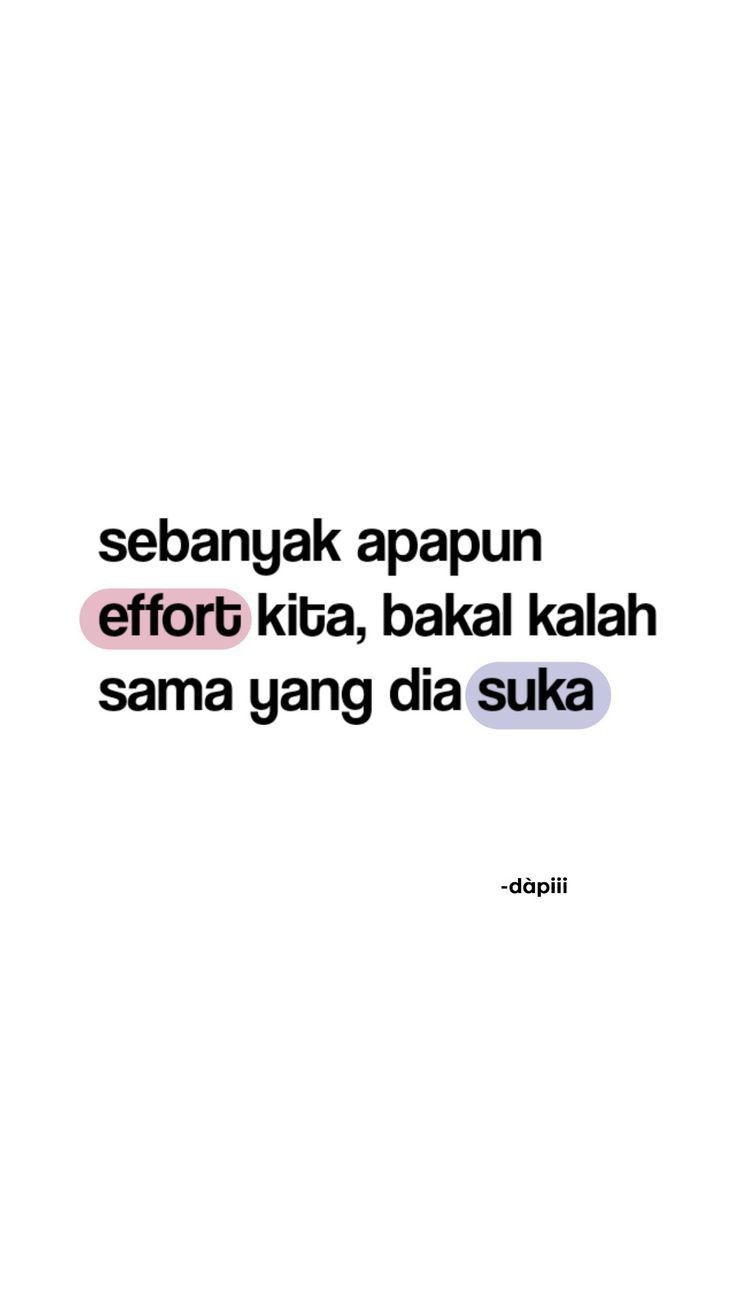 sebanyak apapun
effort kita, bakal kalah
sama yang dia suka
-dàpiii